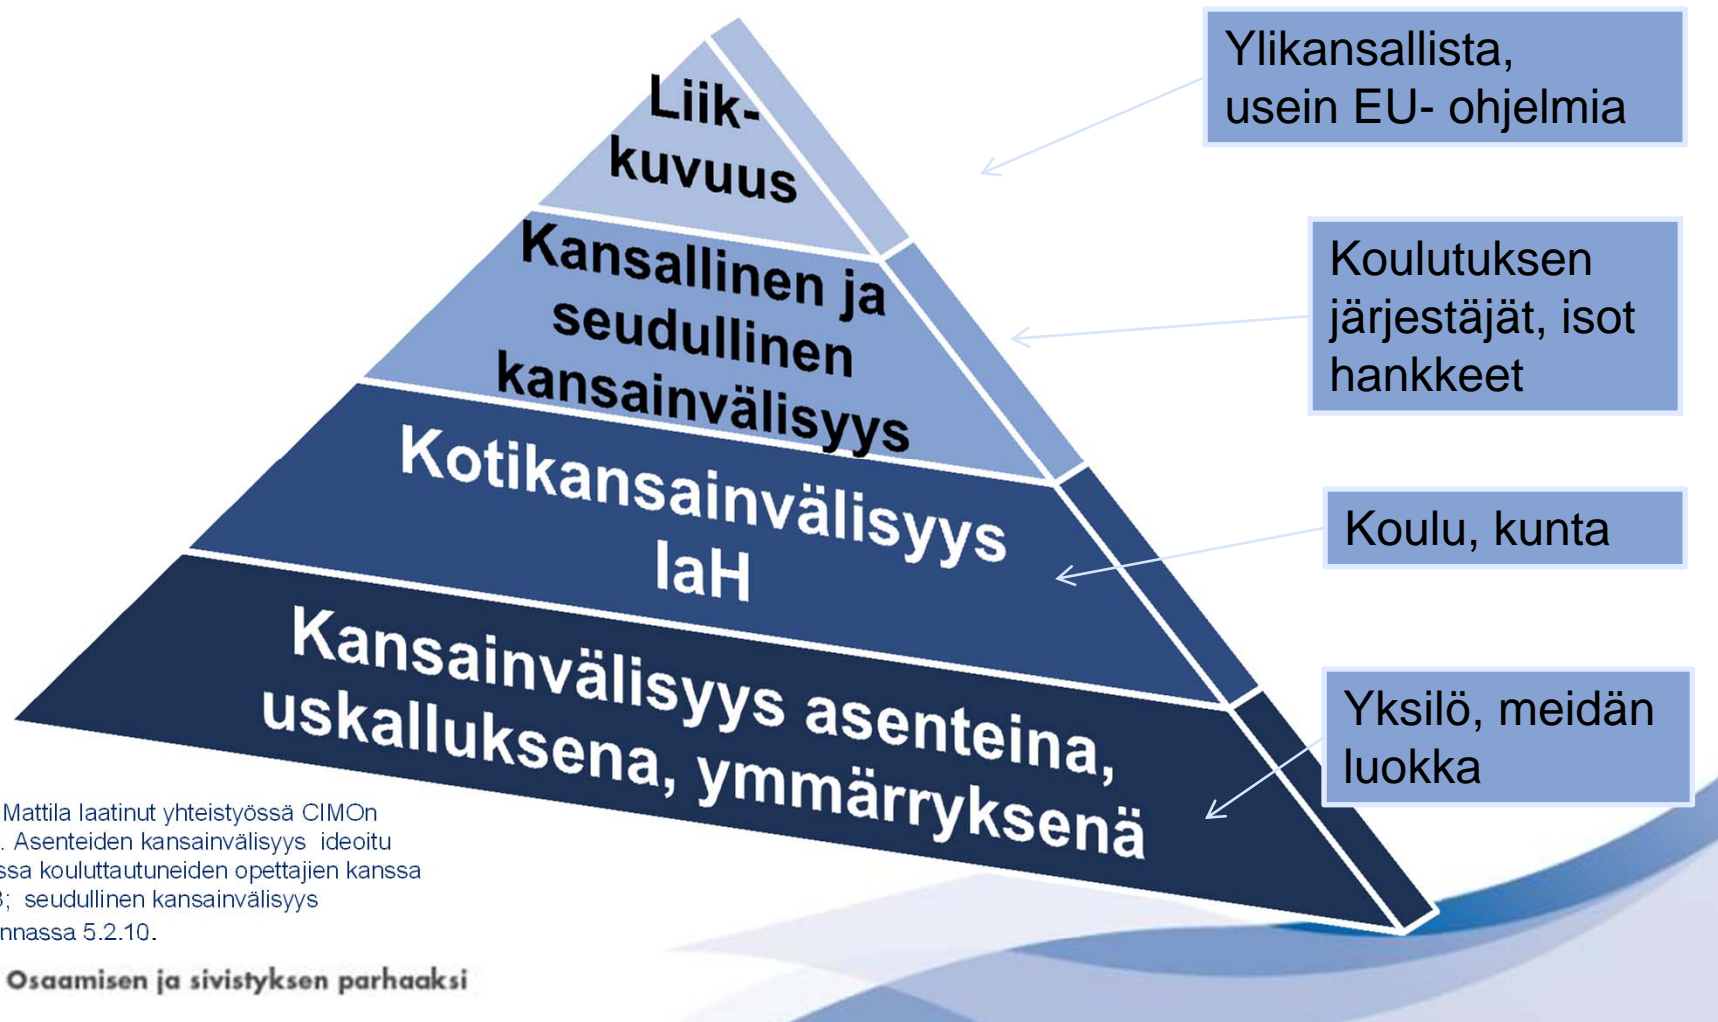 Liik-
kuvuus
Kansallinen ja
seudullinen
kansainvälisyys
Kotikansainvälisyys
IaH
Kansainvälisyys asenteina,
uskalluksena, ymmärryksenä
Ylikansallista,
usein EU- ohjelmia
Koulutuksen
järjestäjät, isot
hankkeet
Koulu, kunta
Yksilö, meidän
luokka
Mattila laatinut yhteistyössä CIMOn
. Asenteiden kansainvälisyys ideoitu
ssa kouluttautuneiden opettajien kanssa
; seudullinen kansainvälisyys
nnassa 5.2.10.
Osaamisen ja sivistyksen parhaaksi